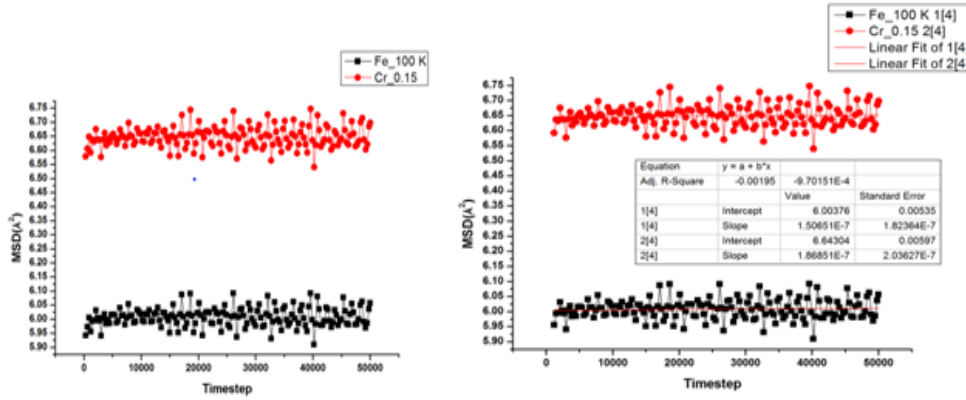 Fe_100 K
Cr_0.15
6.75
6.70
6.65
6.60
6.55
6.50
6.45
6.40
6.35
6.30
6.25
6.20
6.15
6.10
6.05
6.00
5.95
5.90
MSD(λ²)
0
10000
20000
30000
40000
50000
Timestep
Fe_100 K 1[4]
Cr_0.15 2[4]
Linear Fit of 1[4]
Linear Fit of 2[4]
6.75
6.70
6.65
6.60
6.55
6.50
6.45
6.40
6.35
6.30
6.25
6.20
6.15
6.10
6.05
6.00
5.95
5.90
MSD(λ²)
Equation y = a + b*x
Adj. R-Square -0.00195 -9.70151E-4
Value Standard Error
1[4] Intercept 6.00376 0.00535
1[4] Slope 1.50651E-7 1.82364E-7
2[4] Intercept 6.64304 0.00597
2[4] Slope 1.86851E-7 2.03627E-7
0
10000
20000
30000
40000
50000
Timestep